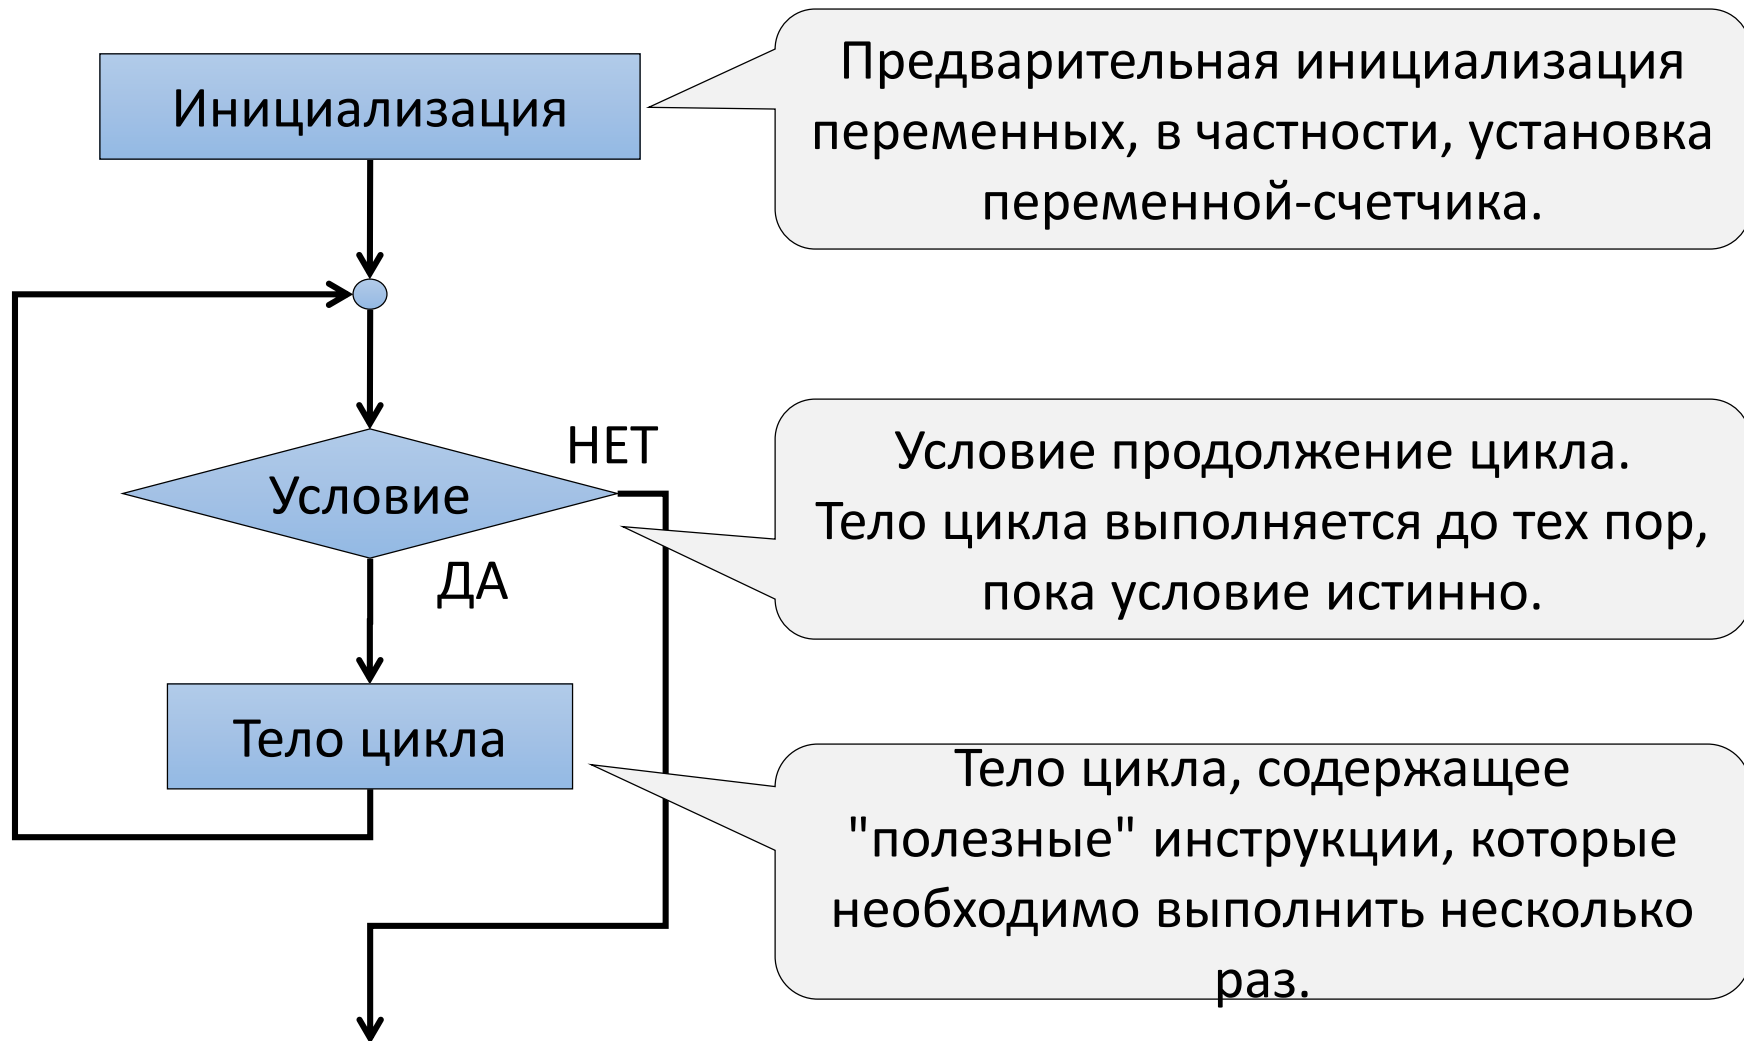 Инициализация
Предварительная инициализация
переменных, в частности, установка
переменной-счетчика.
Условие
НЕТ
ДА
Условие продолжение цикла.
Тело цикла выполняется до тех пор,
пока условие истинно.
Тело цикла
Тело цикла, содержащее
"полезные" инструкции, которые
необходимо выполнить несколько
раз.